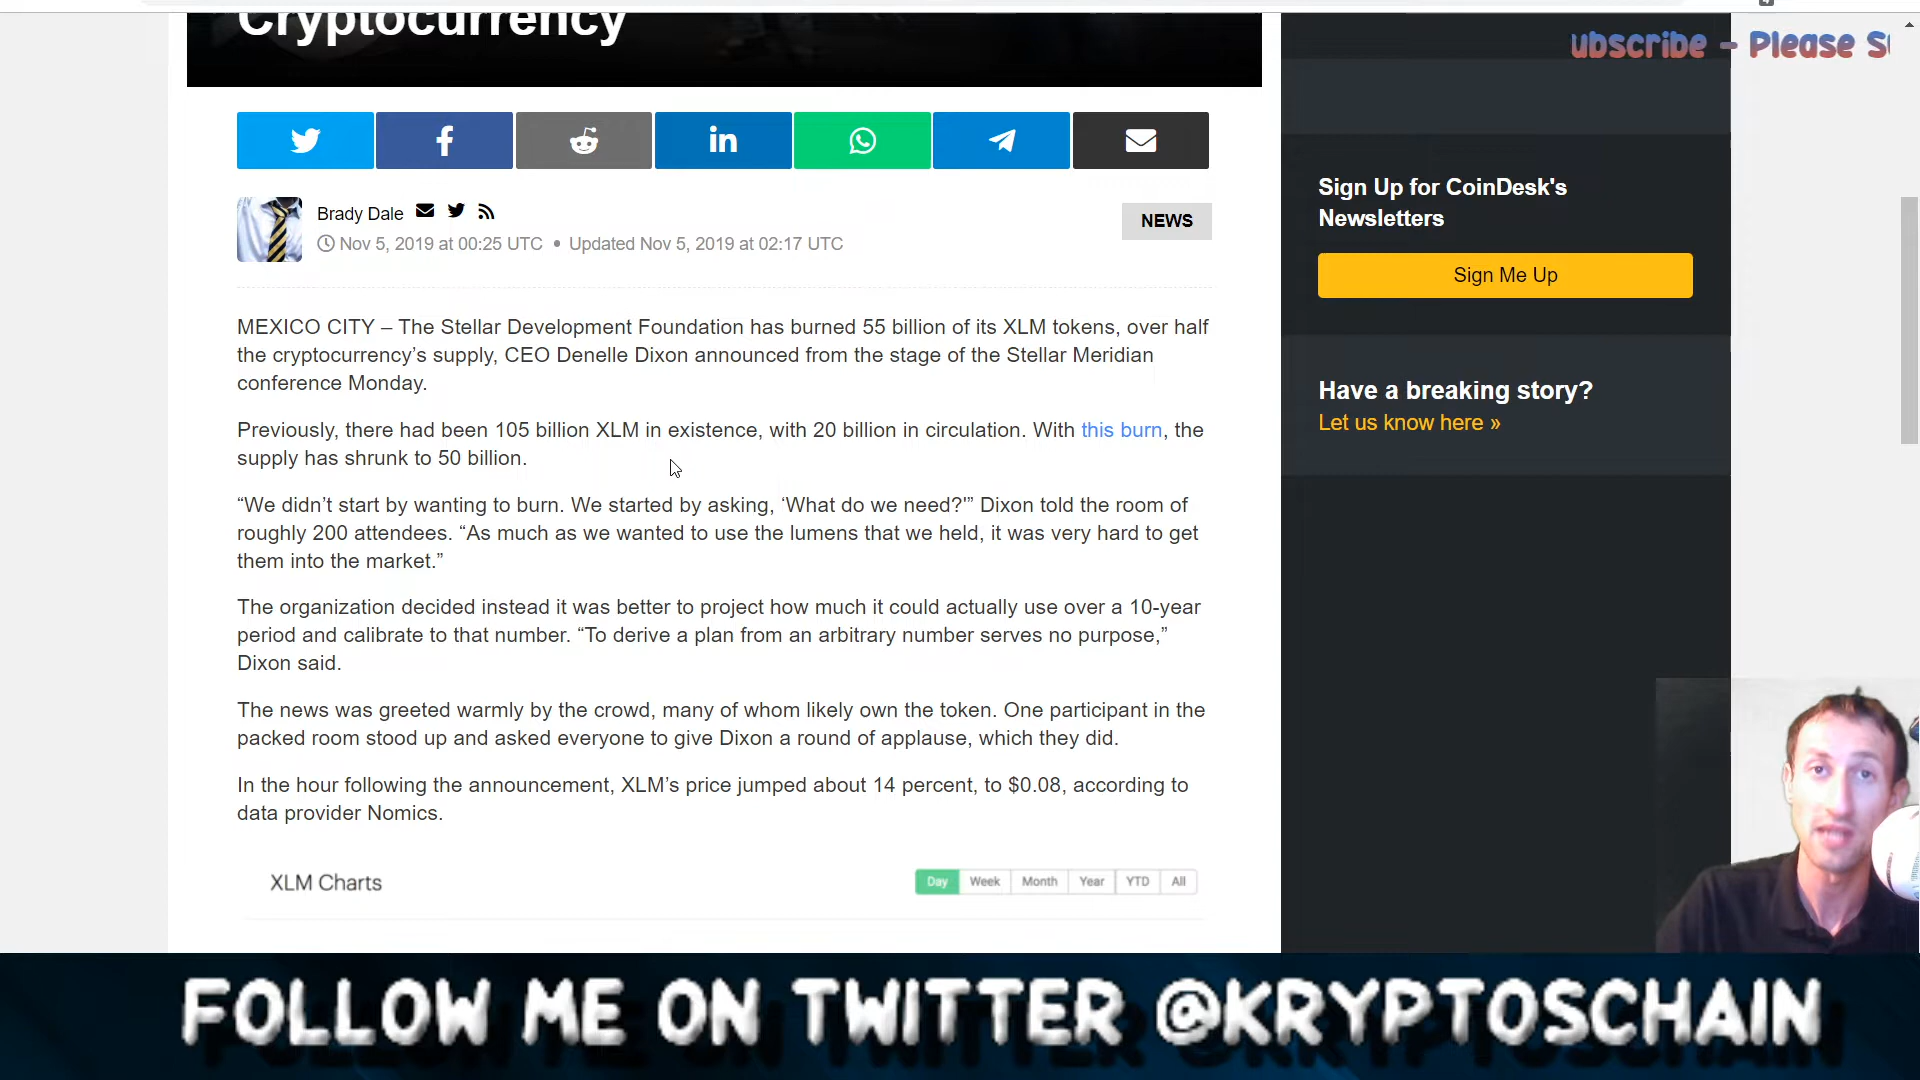 Cryptocurrency
ubscribe - Please S
Brady Dale
NEWS
Nov 5, 2019 at 00:25 UTC • Updated Nov 5, 2019 at 02:17 UTC
Sign Up for CoinDesk's
Newsletters
Sign Me Up
MEXICO CITY – The Stellar Development Foundation has burned 55 billion of its XLM tokens, over half
the cryptocurrency’s supply, CEO Denelle Dixon announced from the stage of the Stellar Meridian
conference Monday.
Have a breaking story?
Let us know here »
Previously, there had been 105 billion XLM in existence, with 20 billion in circulation. With this burn, the
supply has shrunk to 50 billion.
“We didn’t start by wanting to burn. We started by asking, ‘What do we need?'” Dixon told the room of
roughly 200 attendees. “As much as we wanted to use the lumens that we held, it was very hard to get
them into the market.”
The organization decided instead it was better to project how much it could actually use over a 10-year
period and calibrate to that number. “To derive a plan from an arbitrary number serves no purpose,”
Dixon said.
The news was greeted warmly by the crowd, many of whom likely own the token. One participant in the
packed room stood up and asked everyone to give Dixon a round of applause, which they did.
In the hour following the announcement, XLM’s price jumped about 14 percent, to $0.08, according to
data provider Nomics.
XLM Charts
Day Week Month Year YTD All
FOLLOW ME ON TWITTER @KRYPTOSCHAIN